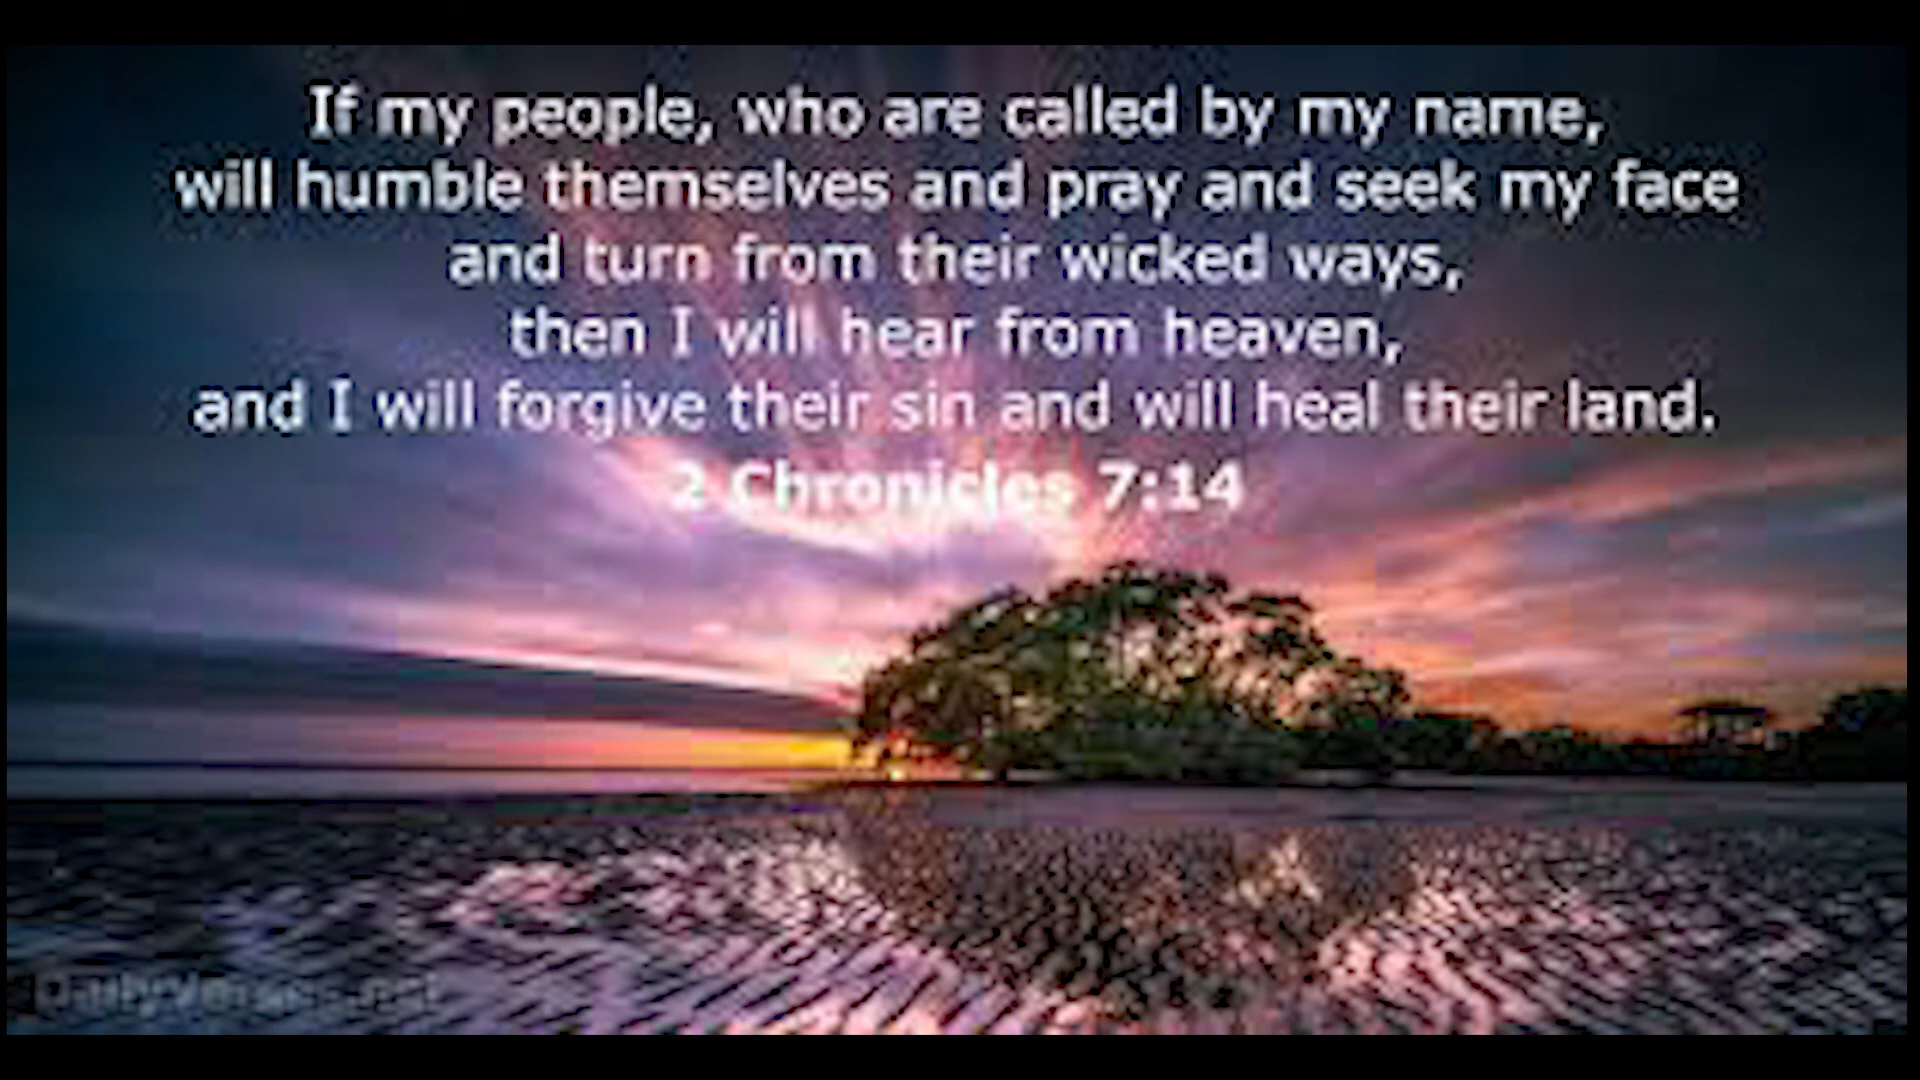 If my people, who are called by my name,
will humble themselves and pray and seek my face
and turn from their wicked ways,
then I will hear from heaven,
and I will forgive their sin and will heal their land.
2 Chronicles 7:14
DailyVerses.net